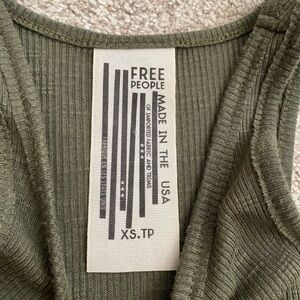 FREE
PEOPLE
MADE IN THE USA
OF IMPORTED FABRIC AND TRIMS
XS.TP